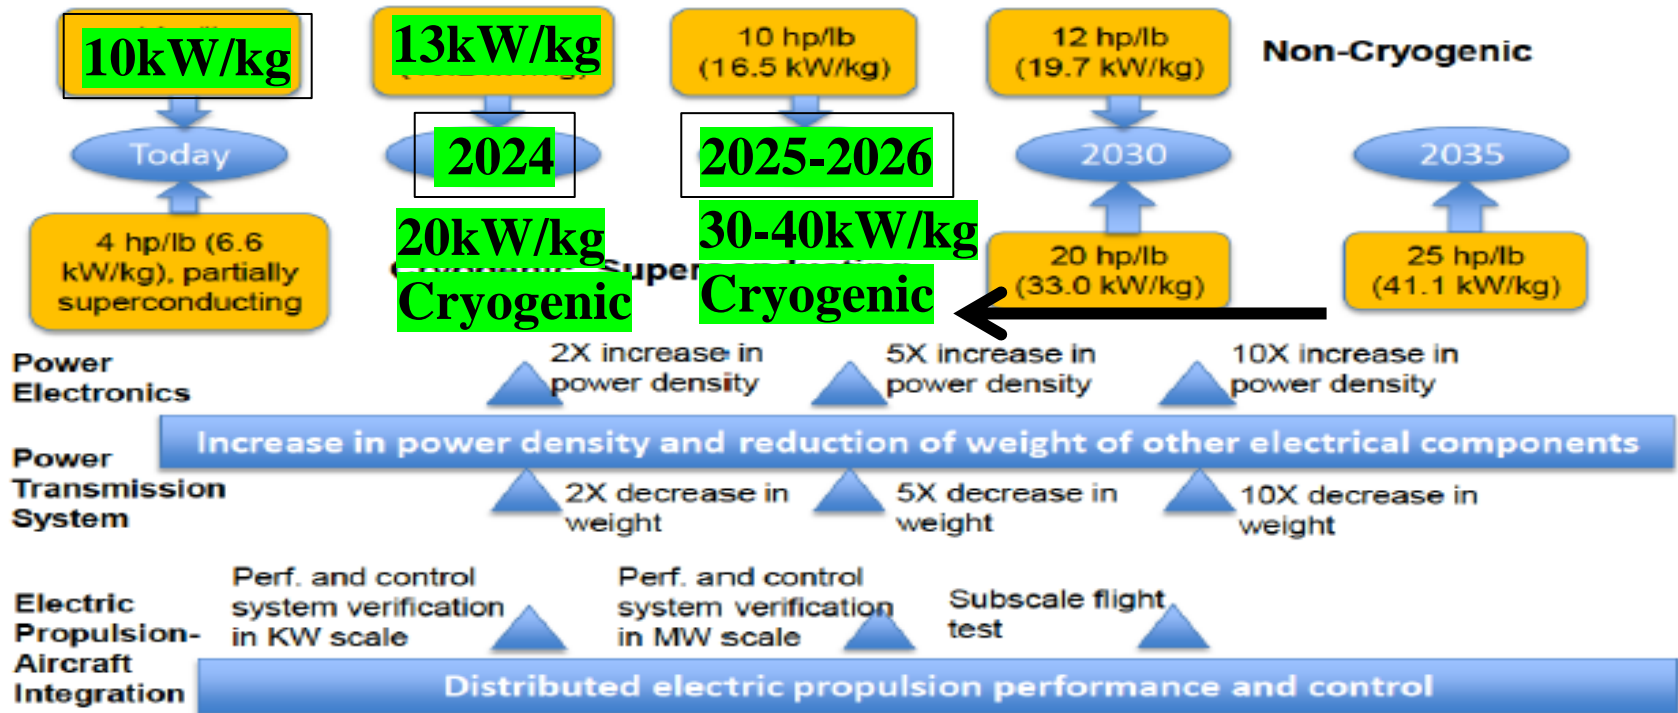 10kW/kg
13kW/kg
10 hp/lb
(16.5 kW/kg)
12 hp/lb
(19.7 kW/kg)
Non-Cryogenic
Today
2024
2025-2026
2030
2035
4 hp/lb (6.6
kW/kg), partially
superconducting
20kW/kg
Cryogenic
30-40kW/kg
Cryogenic
20 hp/lb
(33.0 kW/kg)
25 hp/lb
(41.1 kW/kg)
Power
Electronics
2X increase in
power density
5X increase in
power density
10X increase in
power density
Increase in power density and reduction of weight of other electrical components
Power
Transmission
System
2X decrease in
weight
5X decrease in
weight
10X decrease in
weight
Electric
Propulsion-
Aircraft
Integration
Perf. and control
system verification
in KW scale
Perf. and control
system verification
in MW scale
Subscale flight
test
Distributed electric propulsion performance and control